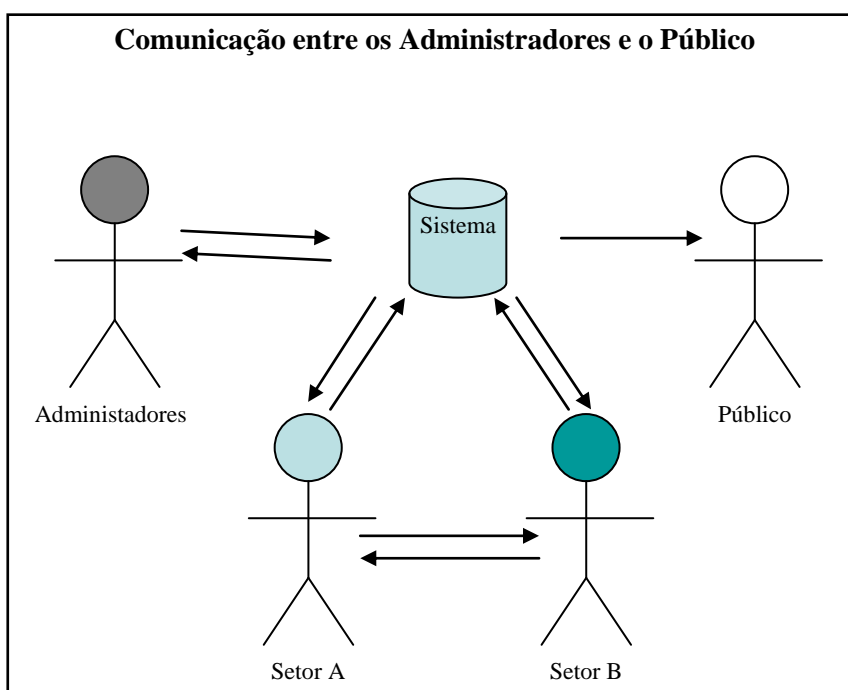 Comunicação entre os Administradores e o Público
Sistema
Administadores
Público
Setor A
Setor B